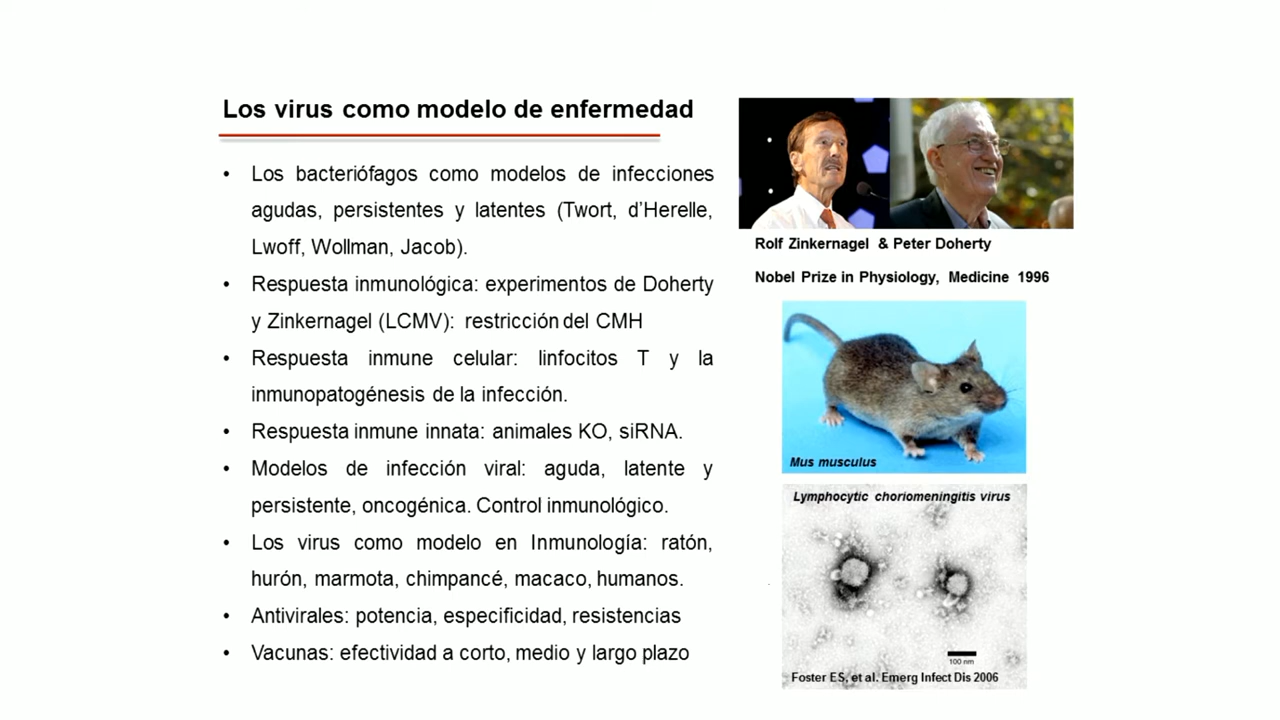 Los virus como modelo de enfermedad
• Los bacteriófagos como modelos de infecciones
agudas, persistentes y latentes (Twort, d’Herelle,
Lwoff, Wollman, Jacob).
• Respuesta inmunológica: experimentos de Doherty
y Zinkernagel (LCMV): restricción del CMH
• Respuesta inmune celular: linfocitos T y la
inmunopatogénesis de la infección.
• Respuesta inmune innata: animales KO, siRNA.
• Modelos de infección viral: aguda, latente y
persistente, oncogénica. Control inmunológico.
• Los virus como modelo en Inmunología: ratón,
hurón, marmota, chimpancé, macaco, humanos.
• Antivirales: potencia, especificidad, resistencias
• Vacunas: efectividad a corto, medio y largo plazo
Rolf Zinkernagel & Peter Doherty
Nobel Prize in Physiology, Medicine 1996
Mus musculus
Lymphocytic choriomeningitis virus
100 nm
Foster ES, et al. Emerg Infect Dis 2006